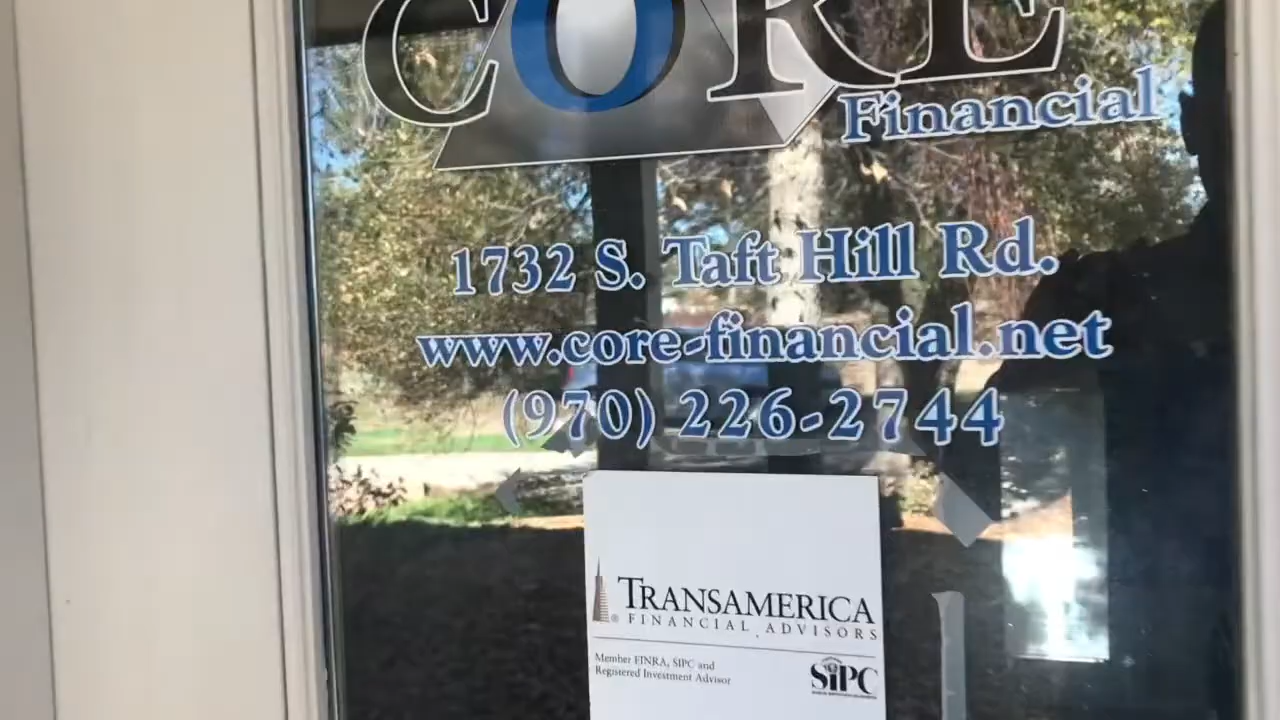 CORE
Financial
1732 S. Taft Hill Rd.
www.core-financial.net
(970) 226-2744
TRANSAMERICA
®
FINANCIAL ADVISORS
Member FINRA, SIPC and
Registered Investment Advisor
SiPC